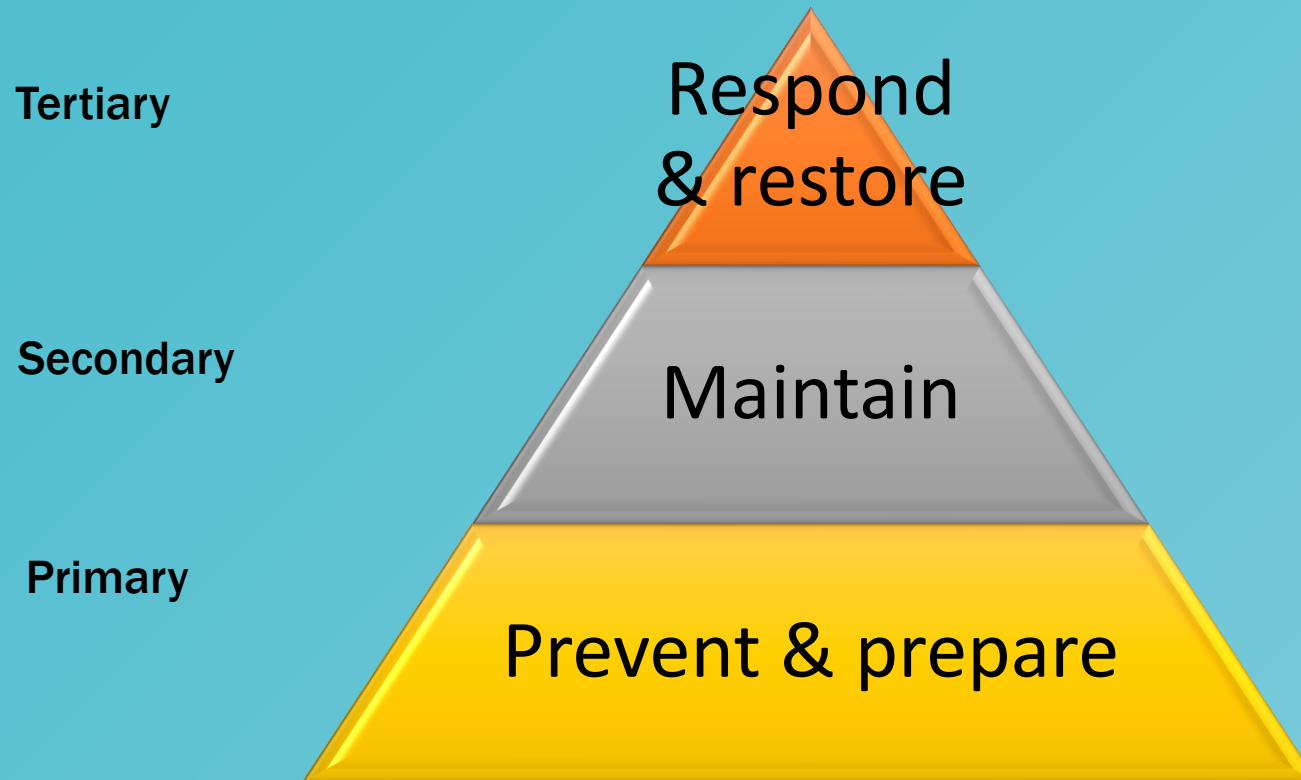 Tertiary
Respond
& restore
Secondary
Maintain
Primary
Prevent & prepare